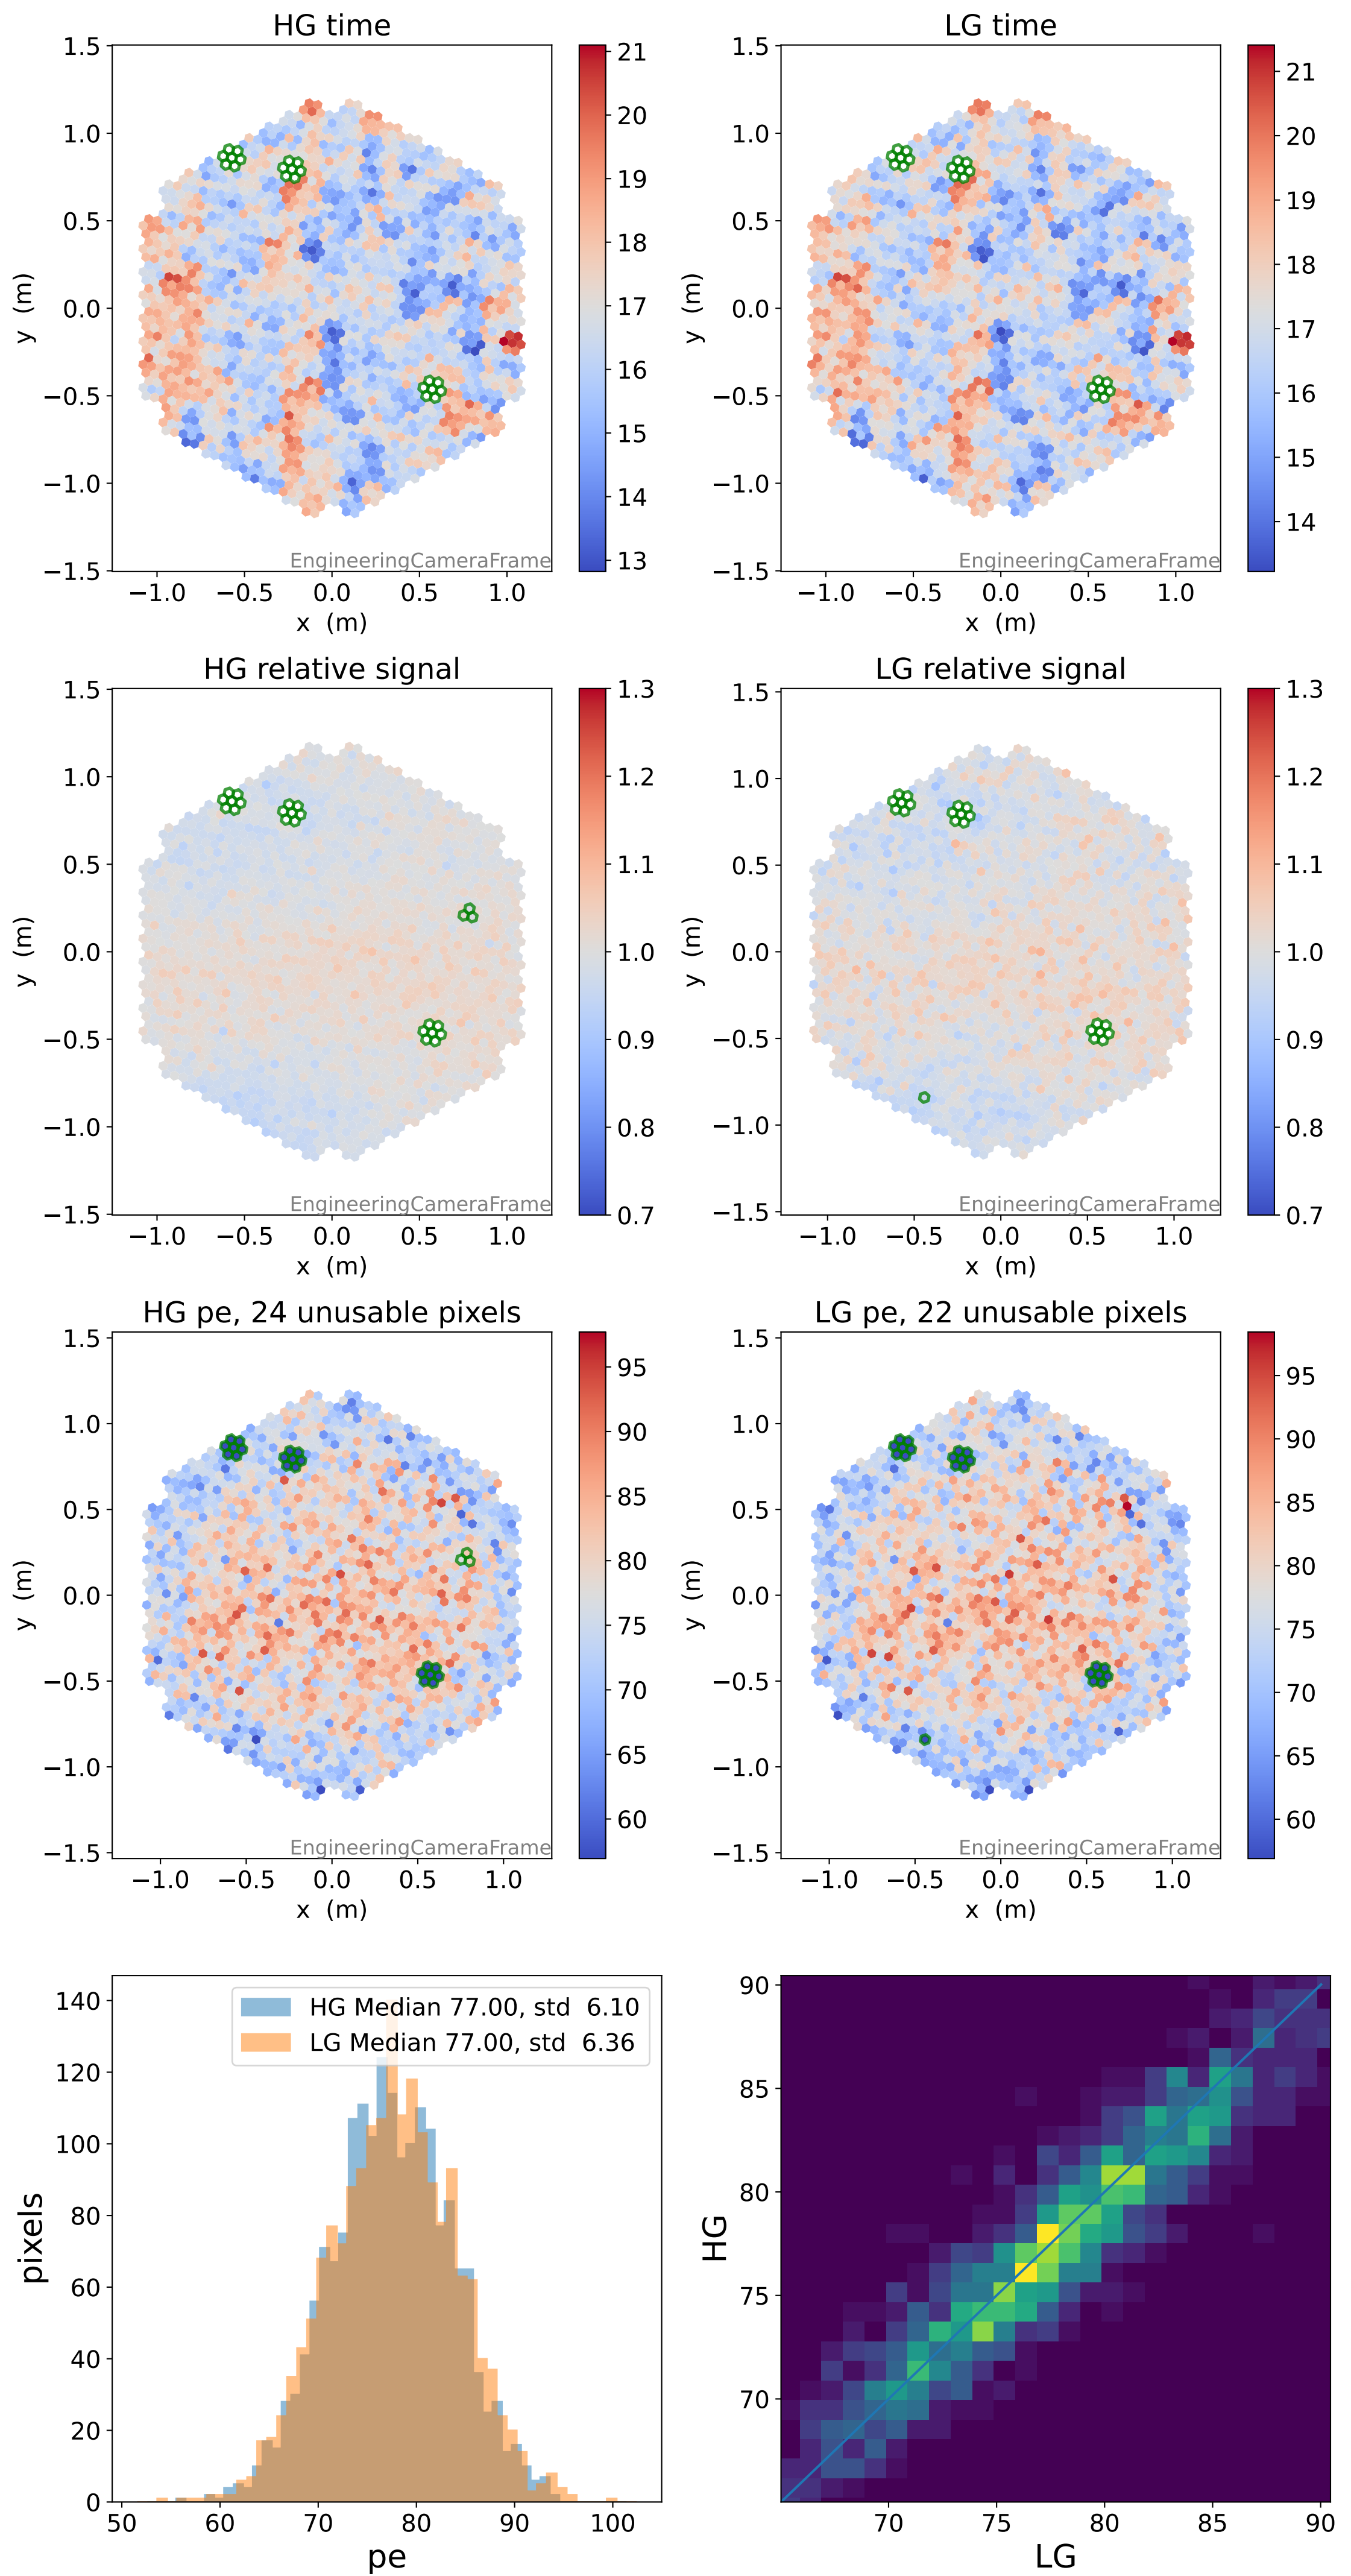 HG time
1.5
1.0
0.5
0.0
−0.5
−1.0
−1.5
y (m)
−1.0 −0.5 0.0 0.5 1.0
x (m)
EngineeringCameraFrame
21
20
19
18
17
16
15
14
13
LG time
1.5
1.0
0.5
0.0
−0.5
−1.0
−1.5
y (m)
−1.0 −0.5 0.0 0.5 1.0
x (m)
EngineeringCameraFrame
21
20
19
18
17
16
15
14
HG relative signal
1.5
1.0
0.5
0.0
−0.5
−1.0
−1.5
y (m)
−1.0 −0.5 0.0 0.5 1.0
x (m)
EngineeringCameraFrame
1.3
1.2
1.1
1.0
0.9
0.8
0.7
LG relative signal
1.5
1.0
0.5
0.0
−0.5
−1.0
−1.5
y (m)
−1.0 −0.5 0.0 0.5 1.0
x (m)
EngineeringCameraFrame
1.3
1.2
1.1
1.0
0.9
0.8
0.7
HG pe, 24 unusable pixels
1.5
1.0
0.5
0.0
−0.5
−1.0
−1.5
y (m)
−1.0 −0.5 0.0 0.5 1.0
x (m)
EngineeringCameraFrame
95
90
85
80
75
70
65
60
LG pe, 22 unusable pixels
1.5
1.0
0.5
0.0
−0.5
−1.0
−1.5
y (m)
−1.0 −0.5 0.0 0.5 1.0
x (m)
EngineeringCameraFrame
95
90
85
80
75
70
65
60
HG Median 77.00, std 6.10
LG Median 77.00, std 6.36
140
120
100
80
60
40
20
0
pixels
50 60 70 80 90 100
pe
90
85
80
75
70
HG
70 75 80 85 90
LG